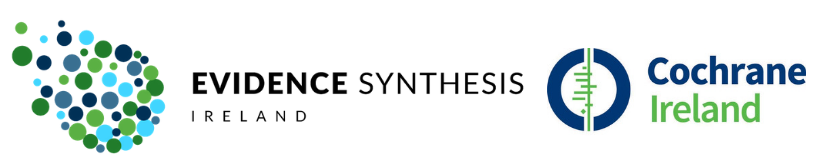 EVIDENCE SYNTHESIS
IRELAND
Cochrane
Ireland